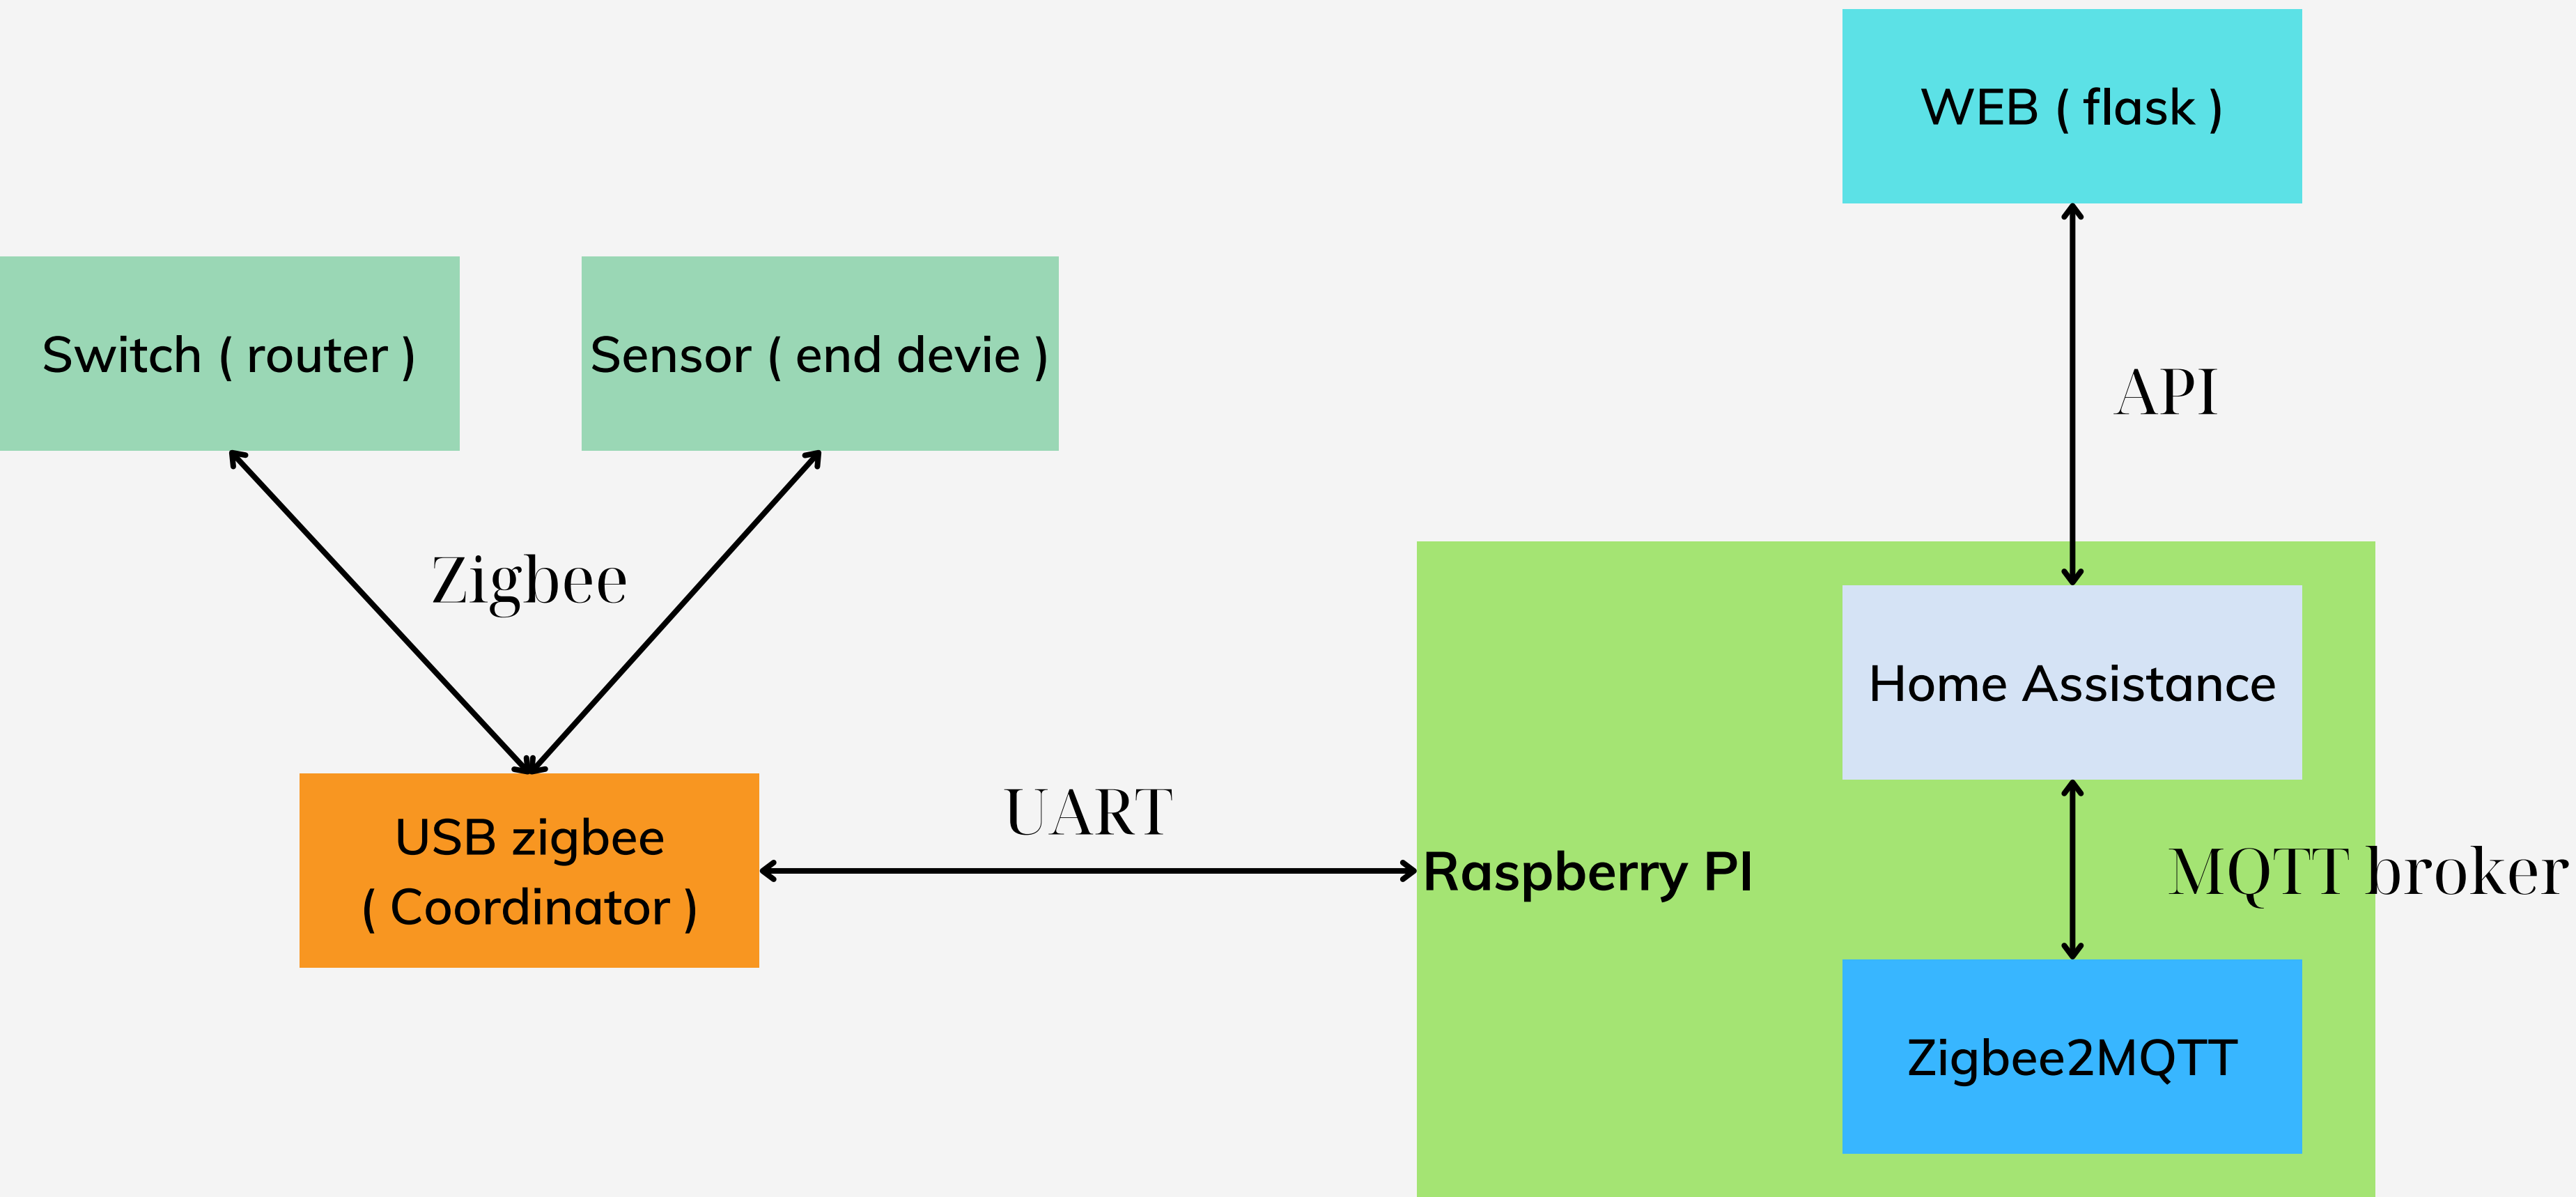 WEB ( flask )
Switch ( router )
Sensor ( end devie )
API
Zigbee
Home Assistance
USB zigbee
( Coordinator )
UART
Raspberry PI
MQTT broker
Zigbee2MQTT